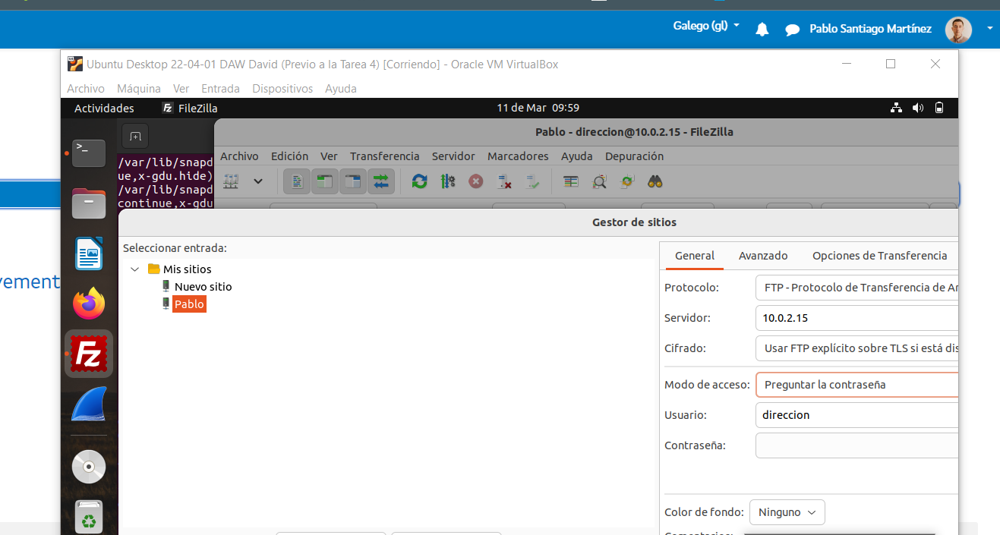 Galego (gl)
Pablo Santiago Martínez
Ubuntu Desktop 22-04-01 DAW David (Previo a la Tarea 4) [Corriendo] - Oracle VM VirtualBox
Archivo Máquina Ver Entrada Dispositivos Ayuda
Actividades FileZilla 11 de Mar 09:59
Pablo - direccion@10.0.2.15 - FileZilla
Archivo Edición Ver Transferencia Servidor Marcadores Ayuda Depuración
/var/lib/snapd
ue,x-gdu.hide)
/var/lib/snapd
continue,x-gdu
Gestor de sitios
Seleccionar entrada:
Mis sitios
Nuevo sitio
Pablo
General Avanzado Opciones de Transferencia
Protocolo: FTP - Protocolo de Transferencia de Ar
Servidor: 10.0.2.15
Cifrado: Usar FTP explícito sobre TLS si está dis
Modo de acceso: Preguntar la contraseña
Usuario: direccion
Contraseña:
Color de fondo: Ninguno
vement